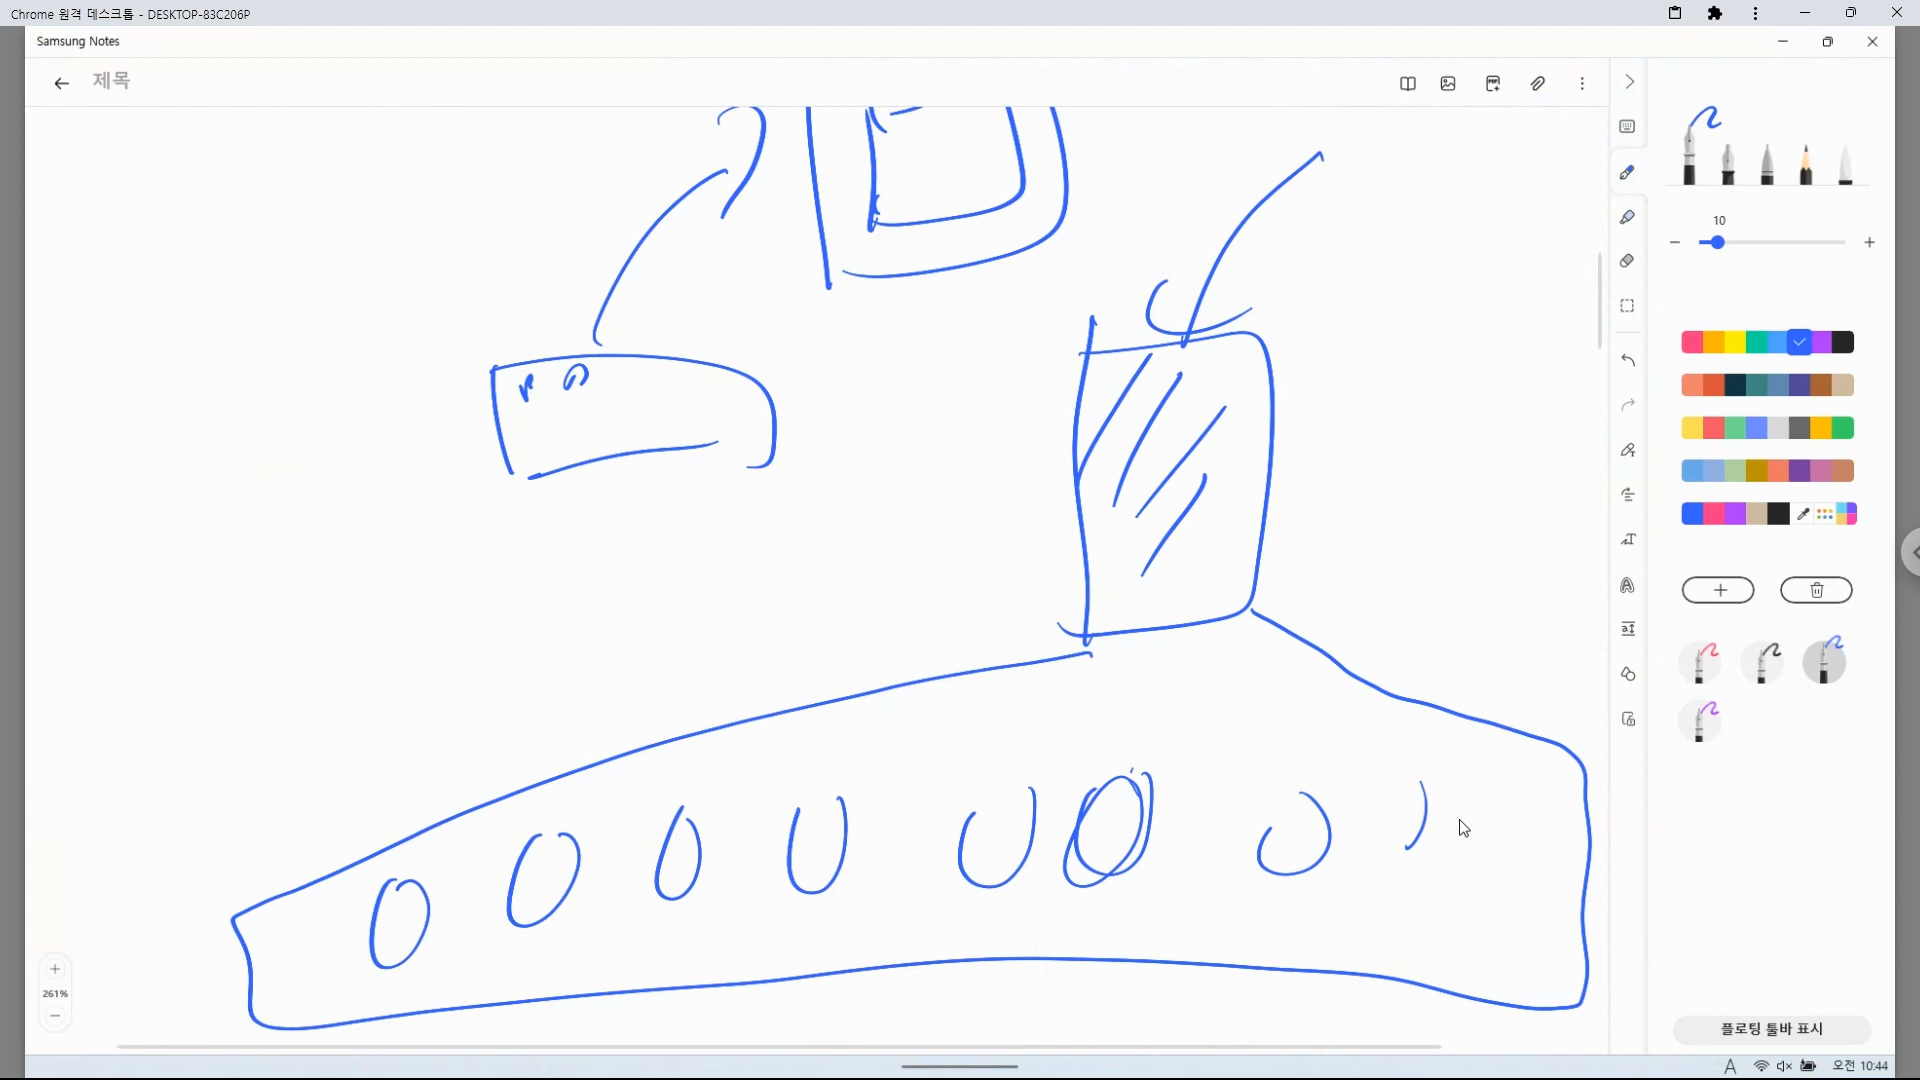 Chrome 원격 데스크톱 - DESKTOP-83C206P
Samsung Notes
제목
10
261%
플로팅 툴바 표시
A 오전 10:44